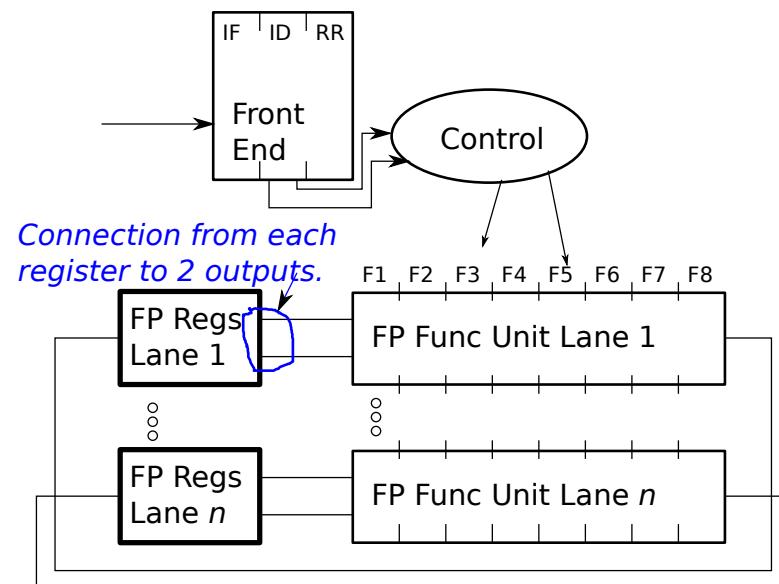 IF ID RR
Front
End
Control
Connection from each
register to 2 outputs.
F1 F2 F3 F4 F5 F6 F7 F8
FP Regs
Lane 1
FP Func Unit Lane 1
FP Regs
Lane n
FP Func Unit Lane n